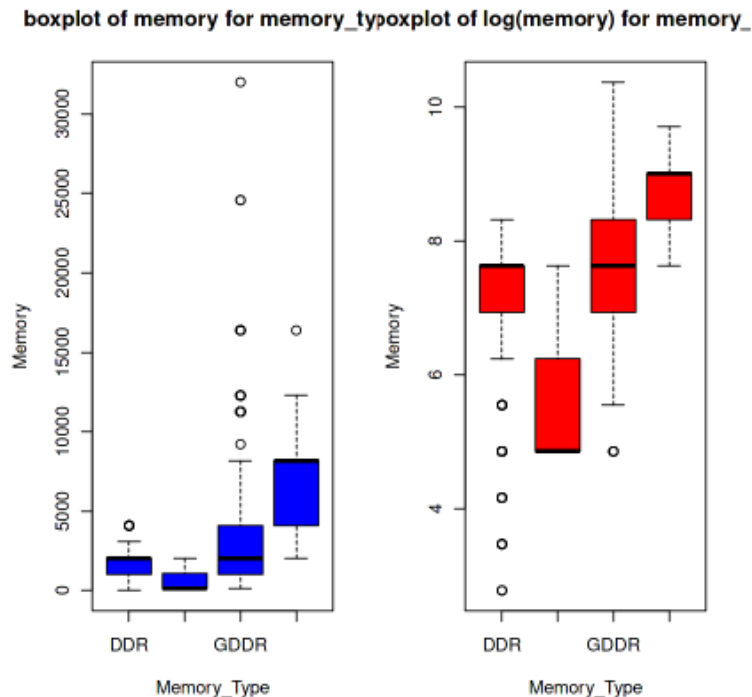 boxplot of memory for memory_typoxplot of log(memory) for memory_
Memory
30000
25000
20000
15000
10000
5000
0
DDR GDDR
Memory_Type
Memory
10
8
6
4
DDR GDDR
Memory_Type